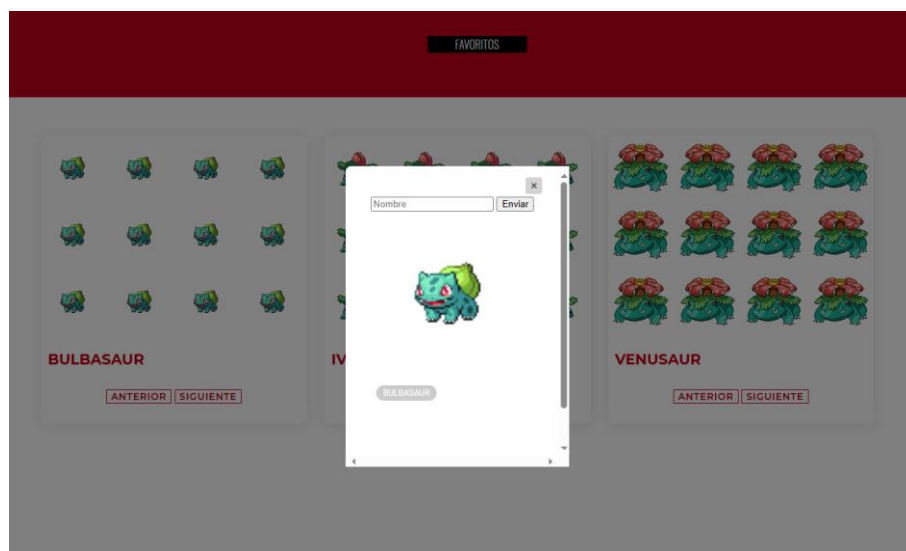 FAVORITOS
×
Nombre
Enviar
BULBASAUR
BULBASAUR
IV
VENUSAUR
ANTERIOR SIGUIENTE
ANTERIOR SIGUIENTE